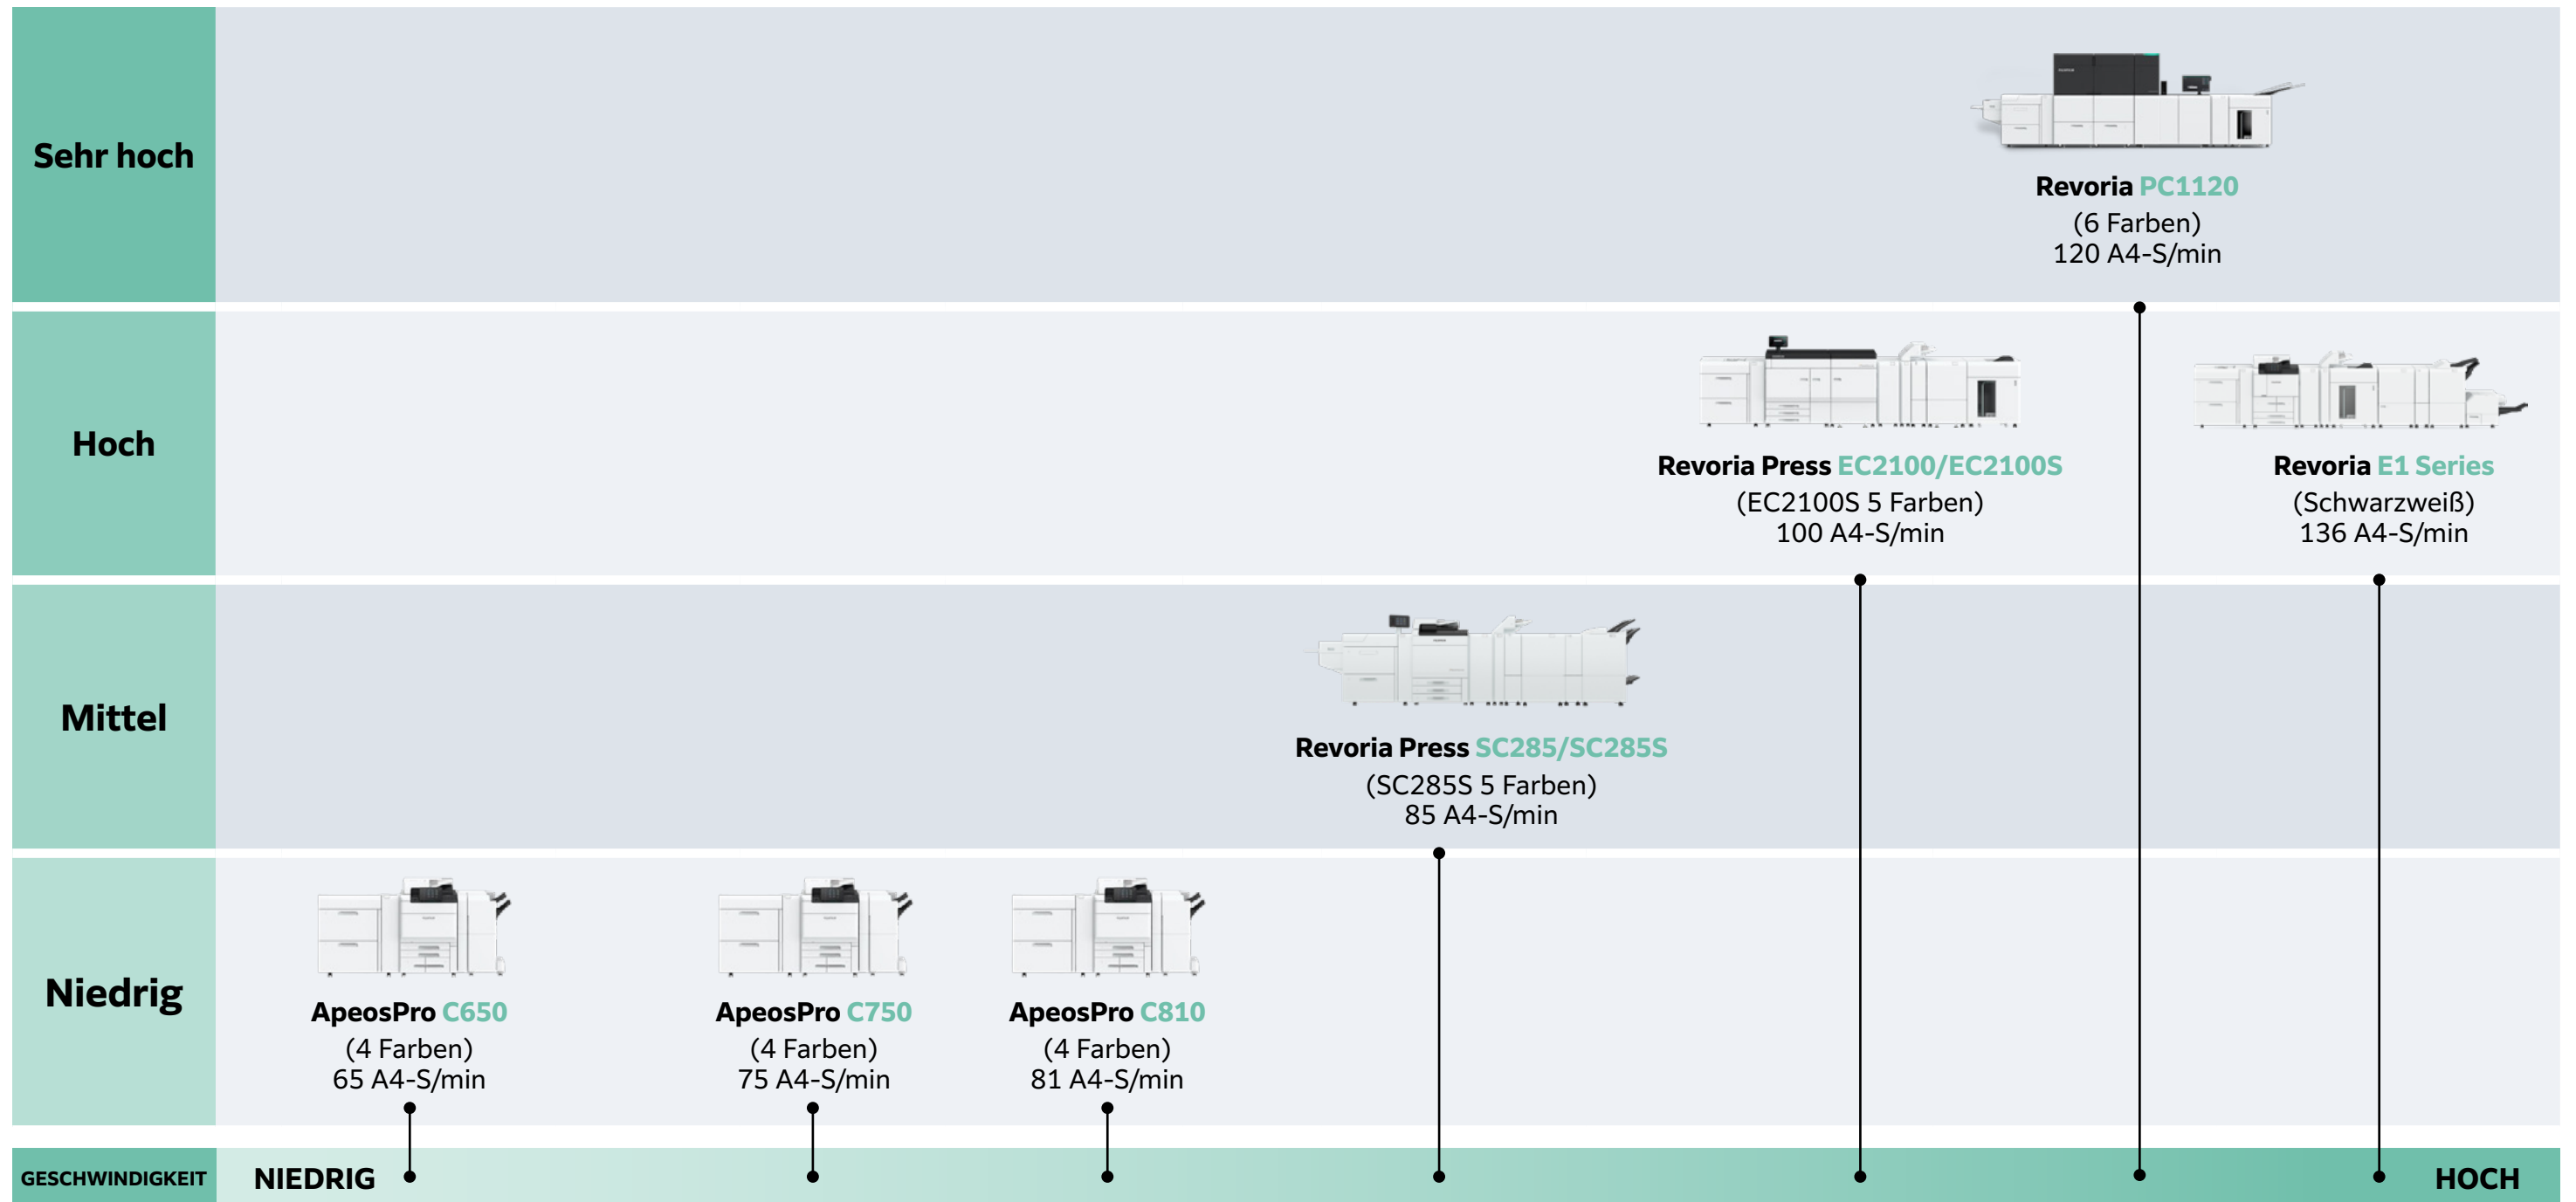 Sehr hoch
Revoria PC1120
(6 Farben)
120 A4-S/min
Hoch
Revoria Press EC2100/EC2100S
(EC2100S 5 Farben)
100 A4-S/min
Revoria E1 Series
(Schwarzweiß)
136 A4-S/min
Mittel
Revoria Press SC285/SC285S
(SC285S 5 Farben)
85 A4-S/min
Niedrig
ApeosPro C650
(4 Farben)
65 A4-S/min
ApeosPro C750
(4 Farben)
75 A4-S/min
ApeosPro C810
(4 Farben)
81 A4-S/min
GESCHWINDIGKEIT NIEDRIG HOCH